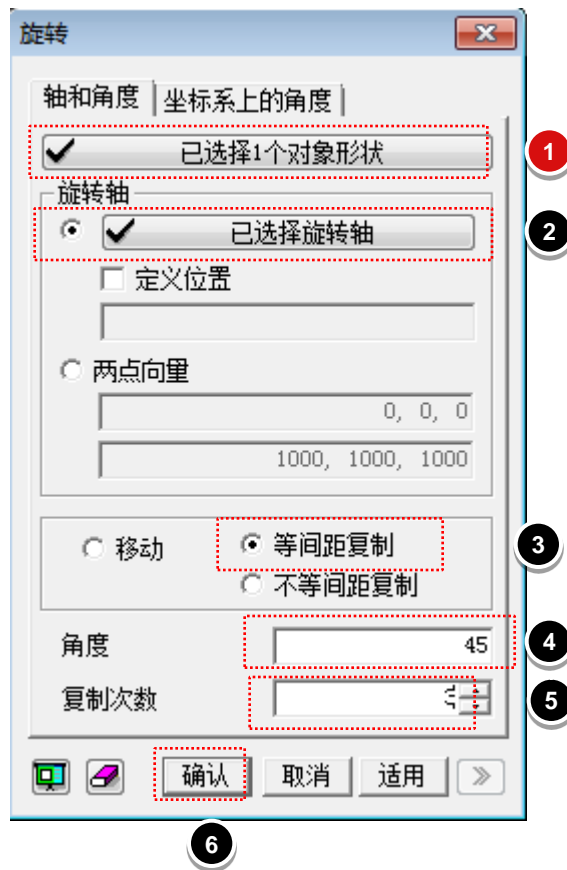 旋转
轴和角度 坐标系上的角度
已选择1个对象形状 1
旋转轴
已选择旋转轴 2
定义位置
两点向量
0, 0, 0
1000, 1000, 1000
移动 等间距复制 3
不等间距复制
角度 45 4
复制次数 5
确认 取消 适用
6